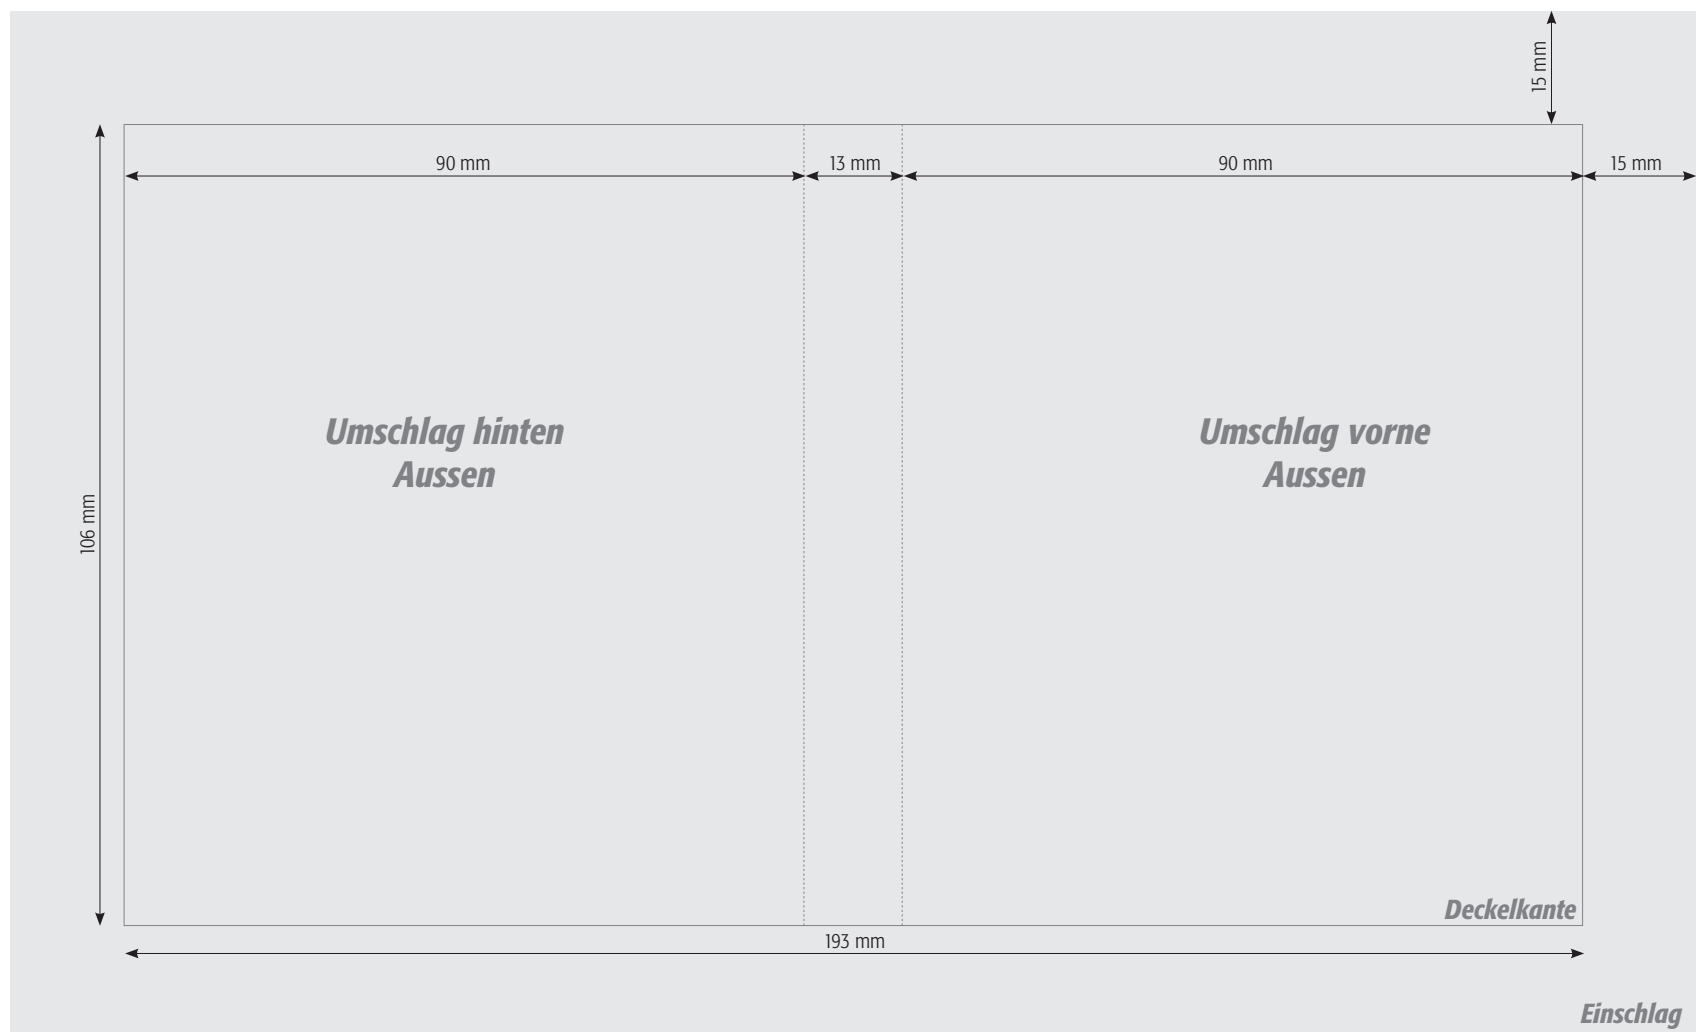 15 mm
90 mm
13 mm
90 mm
15 mm
Umschlag hinten
Aussen
Umschlag vorne
Aussen
106 mm
Deckelkante
193 mm
Einschlag